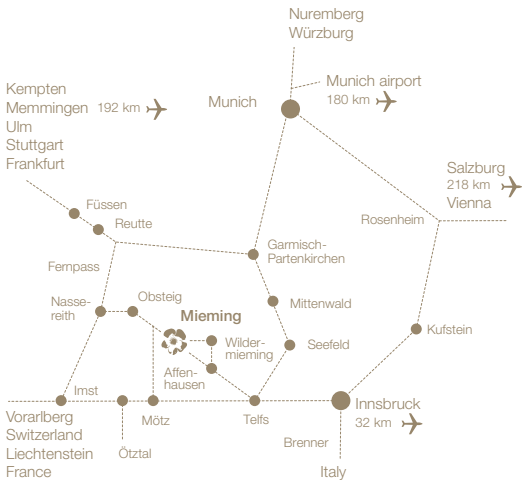 Nuremberg
Würzburg
Munich airport
180 km
Munich
Kempten
Memmingen 192 km
Ulm
Stuttgart
Frankfurt
Salzburg
218 km
Vienna
Füssen
Reutte
Rosenheim
Garmisch-
Partenkirchen
Fernpass
Nasse-
reith
Obsteig
Mieming
Mittenwald
Wilder-
mieming
Seefeld
Kufstein
Affen-
hausen
Imst
Vorarlberg
Switzerland
Liechtenstein
France
Ötztal
Mötz
Telfs
Innsbruck
32 km
Brenner
Italy